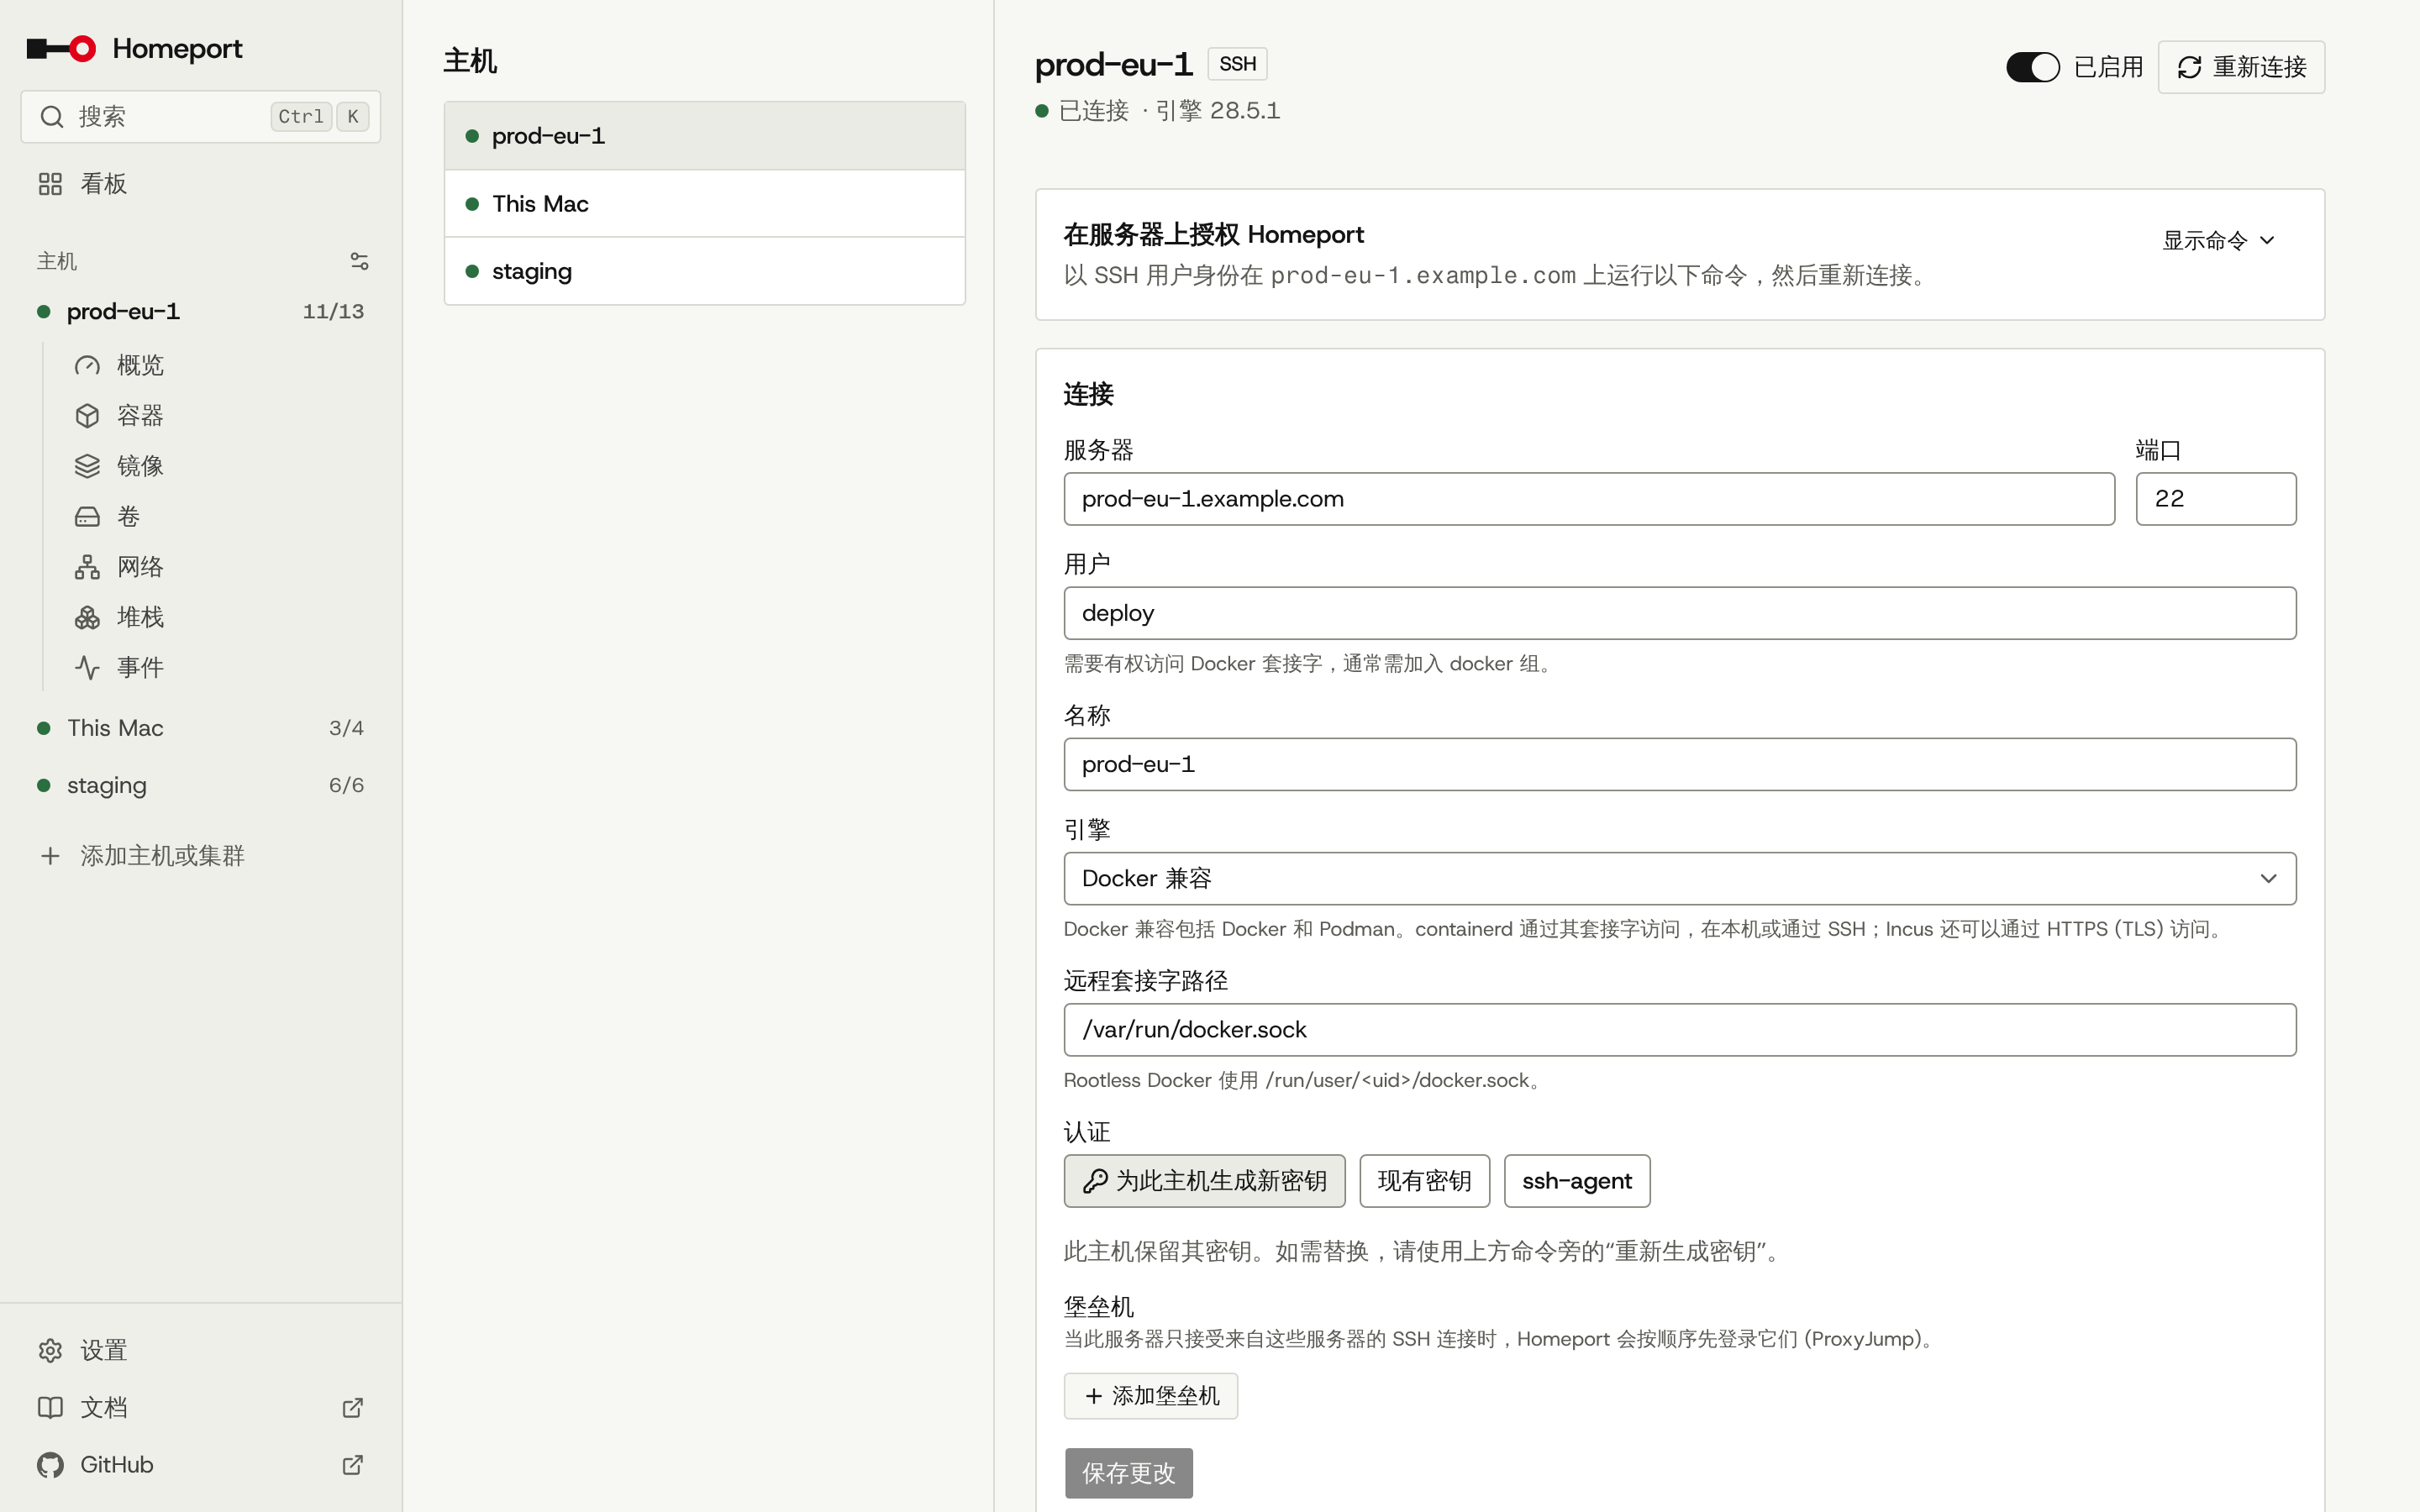 Homeport
搜索 Ctrl K
看板
主机
prod-eu-1 11/13
概览
容器
镜像
卷
网络
堆栈
事件
This Mac 3/4
staging 6/6
添加主机或集群
设置
文档
GitHub
主机
prod-eu-1
This Mac
staging
prod-eu-1 SSH
已连接 · 引擎 28.5.1
已启用
重新连接
在服务器上授权 Homeport
以 SSH 用户身份在 prod-eu-1.example.com 上运行以下命令，然后重新连接。
显示命令
连接
服务器 端口
prod-eu-1.example.com 22
用户
deploy
需要有权访问 Docker 套接字，通常需加入 docker 组。
名称
prod-eu-1
引擎
Docker 兼容
Docker 兼容包括 Docker 和 Podman。containerd 通过其套接字访问，在本机或通过 SSH；Incus 还可以通过 HTTPS (TLS) 访问。
远程套接字路径
/var/run/docker.sock
Rootless Docker 使用 /run/user/<uid>/docker.sock。
认证
为此主机生成新密钥 现有密钥 ssh-agent
此主机保留其密钥。如需替换，请使用上方命令旁的“重新生成密钥”。
堡垒机
当此服务器只接受来自这些服务器的 SSH 连接时，Homeport 会按顺序先登录它们 (ProxyJump)。
添加堡垒机
保存更改